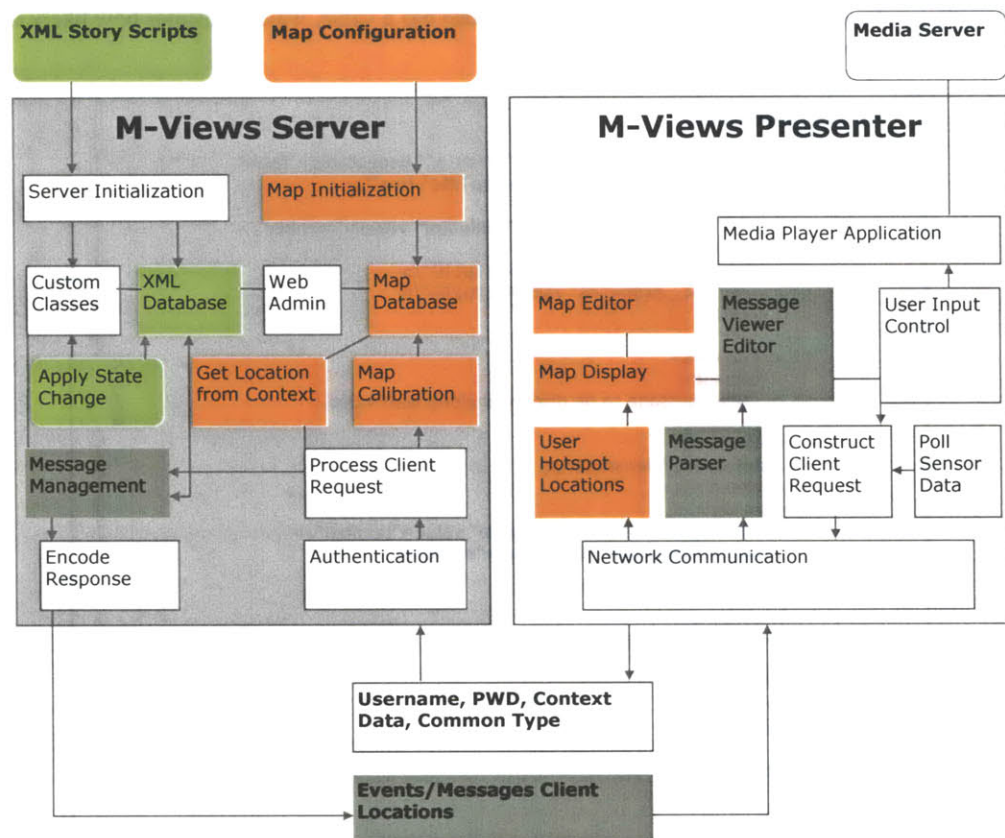 XML Story Scripts
Map Configuration
Media Server
M-Views Server
M-Views Presenter
Server Initialization
Map Initialization
Media Player Application
Custom
Classes
XML
Database
Web
Admin
Map
Database
Map Editor
Message
Viewer
Editor
User Input
Control
Apply State
Change
Get Location
from Context
Map
Calibration
Map Display
Message
Management
Process Client
Request
User
Hotspot
Locations
Message
Parser
Construct
Client
Request
Poll
Sensor
Data
Encode
Response
Authentication
Network Communication
Username, PWD, Context
Data, Common Type
Events/Messages Client
Locations